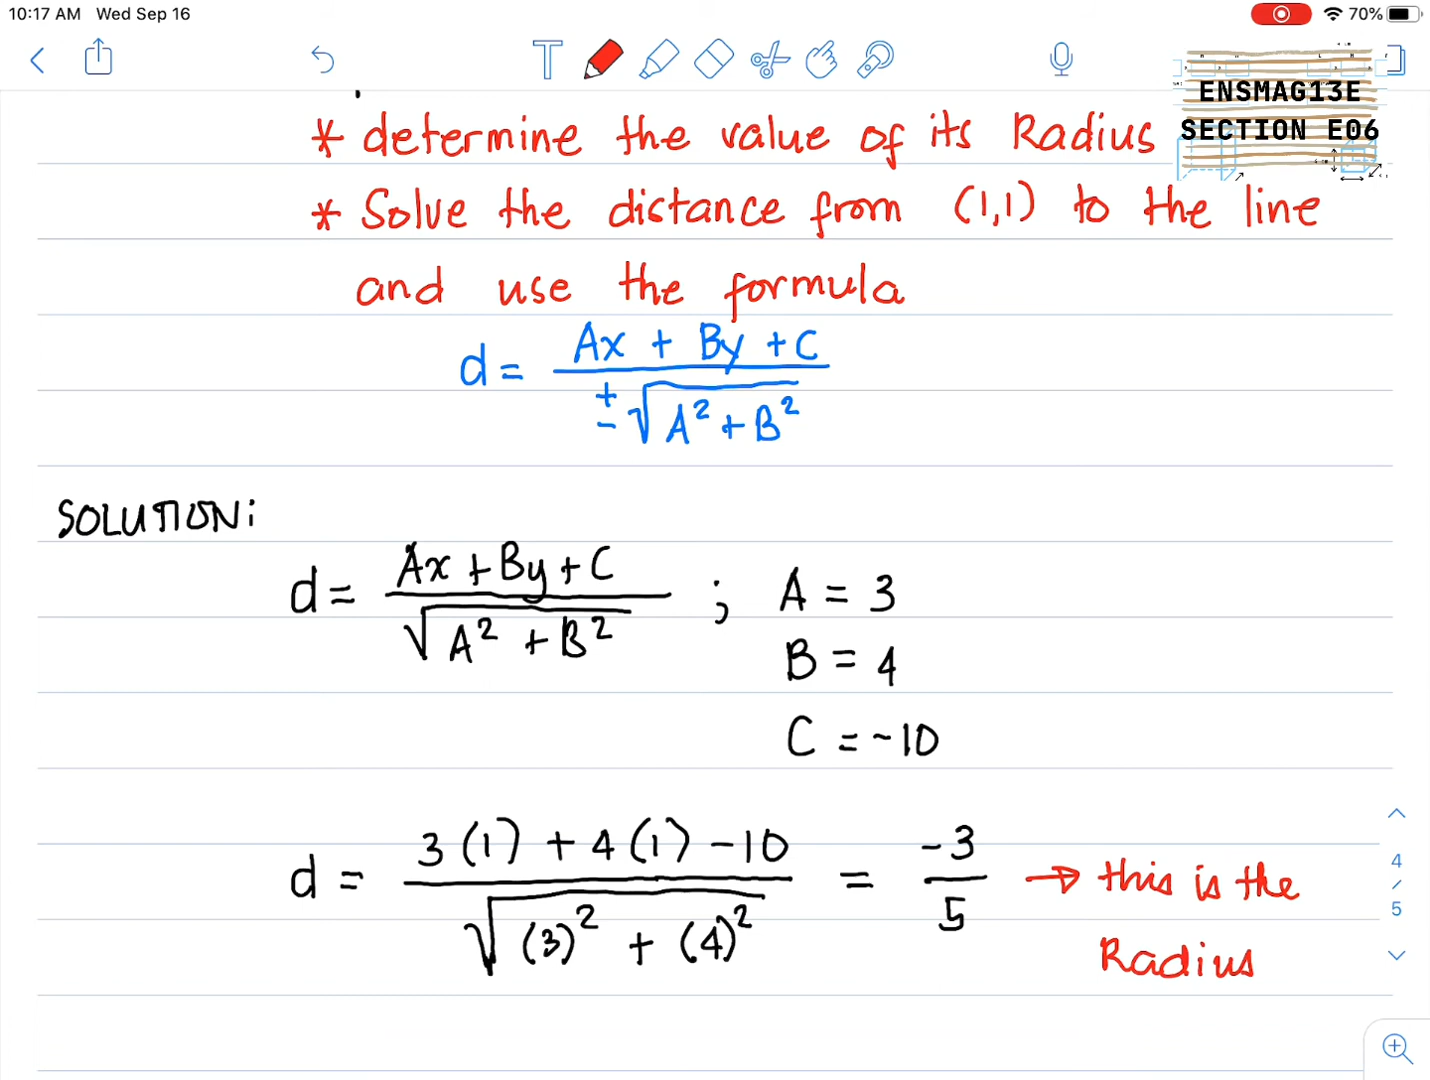 10:17 AM Wed Sep 16
70%
ENSMAG13E
SECTION E06
* determine the value of its Radius
* Solve the distance from (1,1) to the line
and use the formula
d = Ax + By + C / ± √A² + B²
SOLUTION:
d = Ax + By + C / √A² + B² ; A = 3
B = 4
C = -10
d = 3(1) + 4(1) - 10 / √(3)² + (4)² = -3 / 5 → this is the
Radius
4
/
5